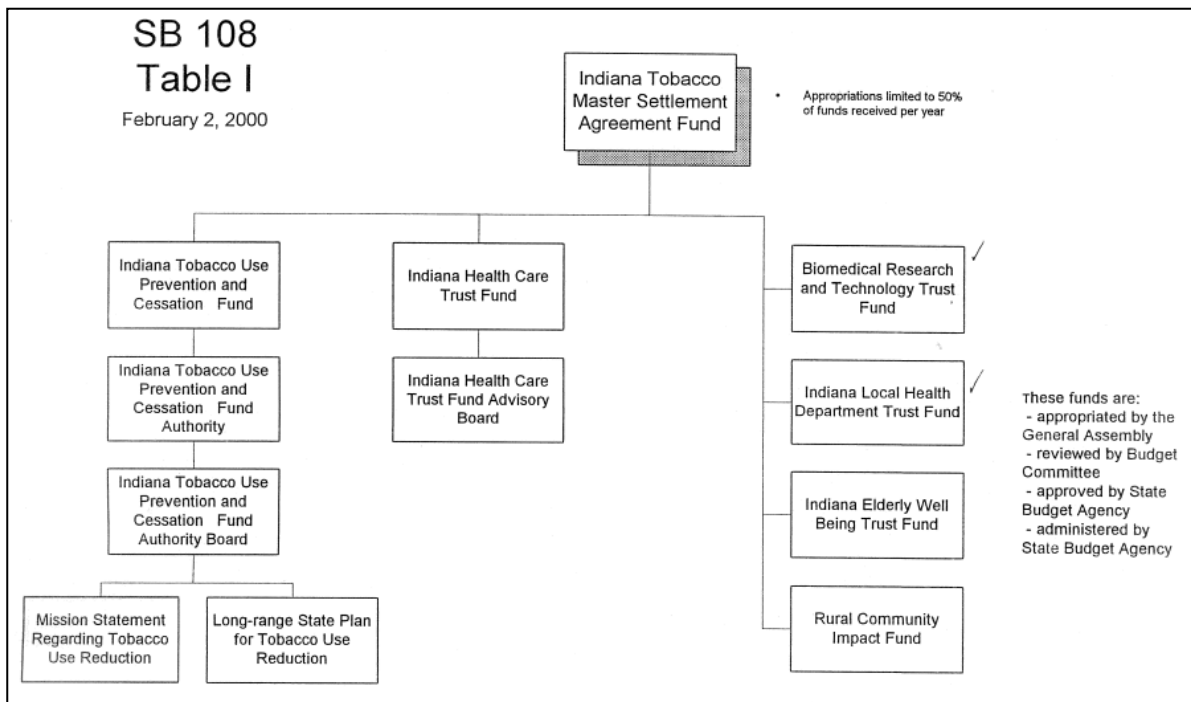 SB 108
Table I
February 2, 2000
Indiana Tobacco
Master Settlement
Agreement Fund
* Appropriations limited to 50%
of funds received per year
Indiana Tobacco Use
Prevention and
Cessation Fund
Indiana Health Care
Trust Fund
Biomedical Research
and Technology Trust
Fund
Indiana Tobacco Use
Prevention and
Cessation Fund
Authority
Indiana Health Care
Trust Fund Advisory
Board
Indiana Local Health
Department Trust Fund
Indiana Tobacco Use
Prevention and
Cessation Fund
Authority Board
Indiana Elderly Well
Being Trust Fund
Mission Statement
Regarding Tobacco
Use Reduction
Long-range State Plan
for Tobacco Use
Reduction
Rural Community
Impact Fund
These funds are:
- appropriated by the
General Assembly
- reviewed by Budget
Committee
- approved by State
Budget Agency
- administered by
State Budget Agency